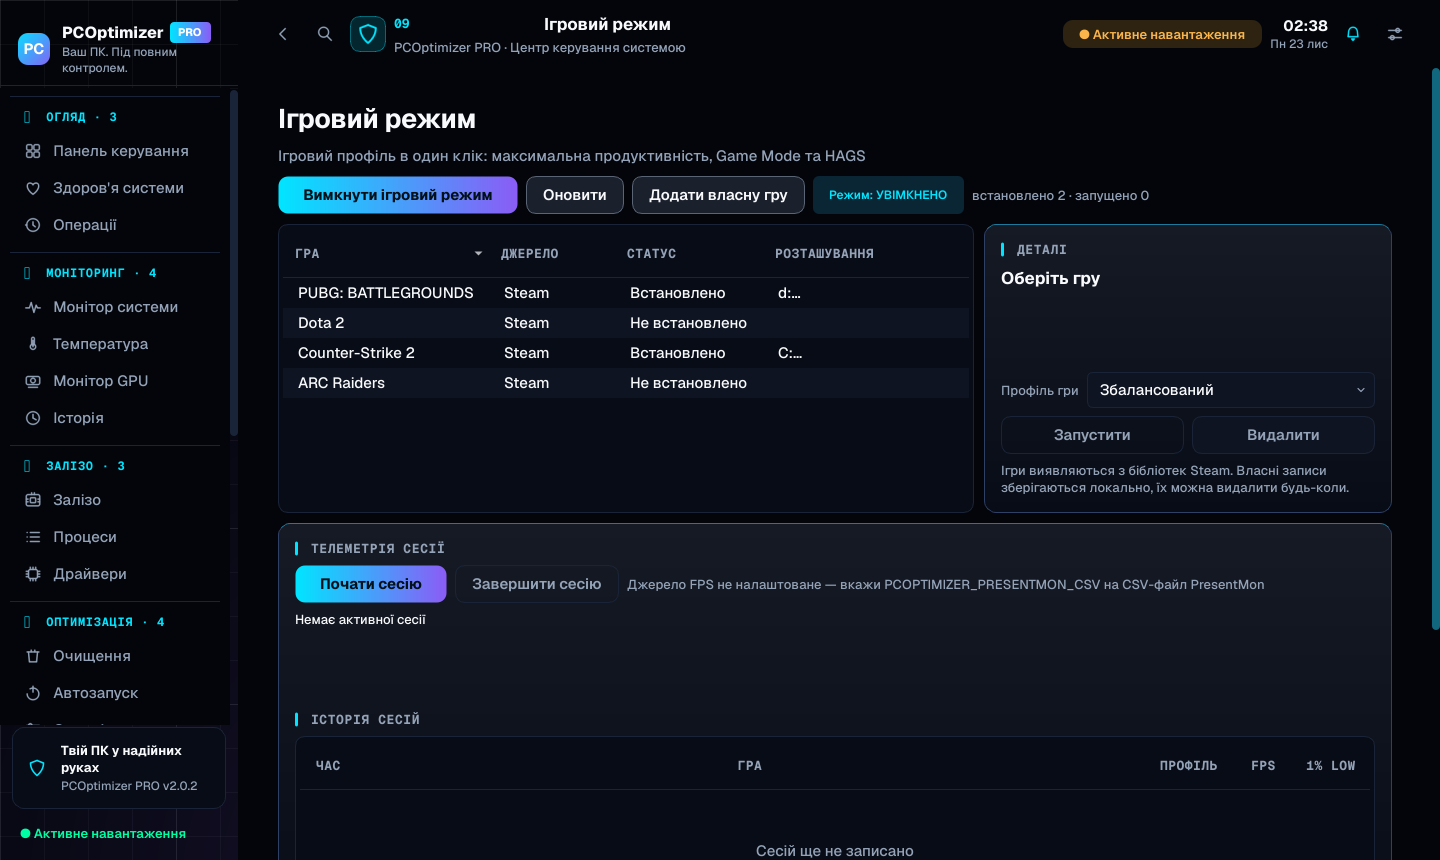 PC
PCOptimizer PRO
Ваш ПК. Під повним
контролем.
ОГЛЯД · 3
Панель керування
Здоров'я системи
Операції
МОНІТОРИНГ · 4
Монітор системи
Температура
Монітор GPU
Історія
ЗАЛІЗО · 3
Залізо
Процеси
Драйвери
ОПТИМІЗАЦІЯ · 4
Очищення
Автозапуск
Твій ПК у надійних
руках
PCOptimizer PRO v2.0.2
Активне навантаження
09
Ігровий режим
PCOptimizer PRO · Центр керування системою
Активне навантаження
02:38
Пн 23 лис
Ігровий режим
Ігровий профіль в один клік: максимальна продуктивність, Game Mode та HAGS
Вимкнути ігровий режим Оновити Додати власну гру Режим: УВІМКНЕНО встановлено 2 · запущено 0
ГРА ДЖЕРЕЛО СТАТУС РОЗТАШУВАННЯ
PUBG: BATTLEGROUNDS Steam Встановлено d:...
Dota 2 Steam Не встановлено
Counter-Strike 2 Steam Встановлено C:...
ARC Raiders Steam Не встановлено
ДЕТАЛІ
Оберіть гру
Профіль гри Збалансований
Запустити Видалити
Ігри виявляються з бібліотек Steam. Власні записи
зберігаються локально, їх можна видалити будь-коли.
ТЕЛЕМЕТРІЯ СЕСІЇ
Почати сесію Завершити сесію Джерело FPS не налаштоване — вкажи PCOPTIMIZER_PRESENTMON_CSV на CSV-файл PresentMon
Немає активної сесії
ІСТОРІЯ СЕСІЙ
ЧАС ГРА ПРОФІЛЬ FPS 1% LOW
Сесій ще не записано